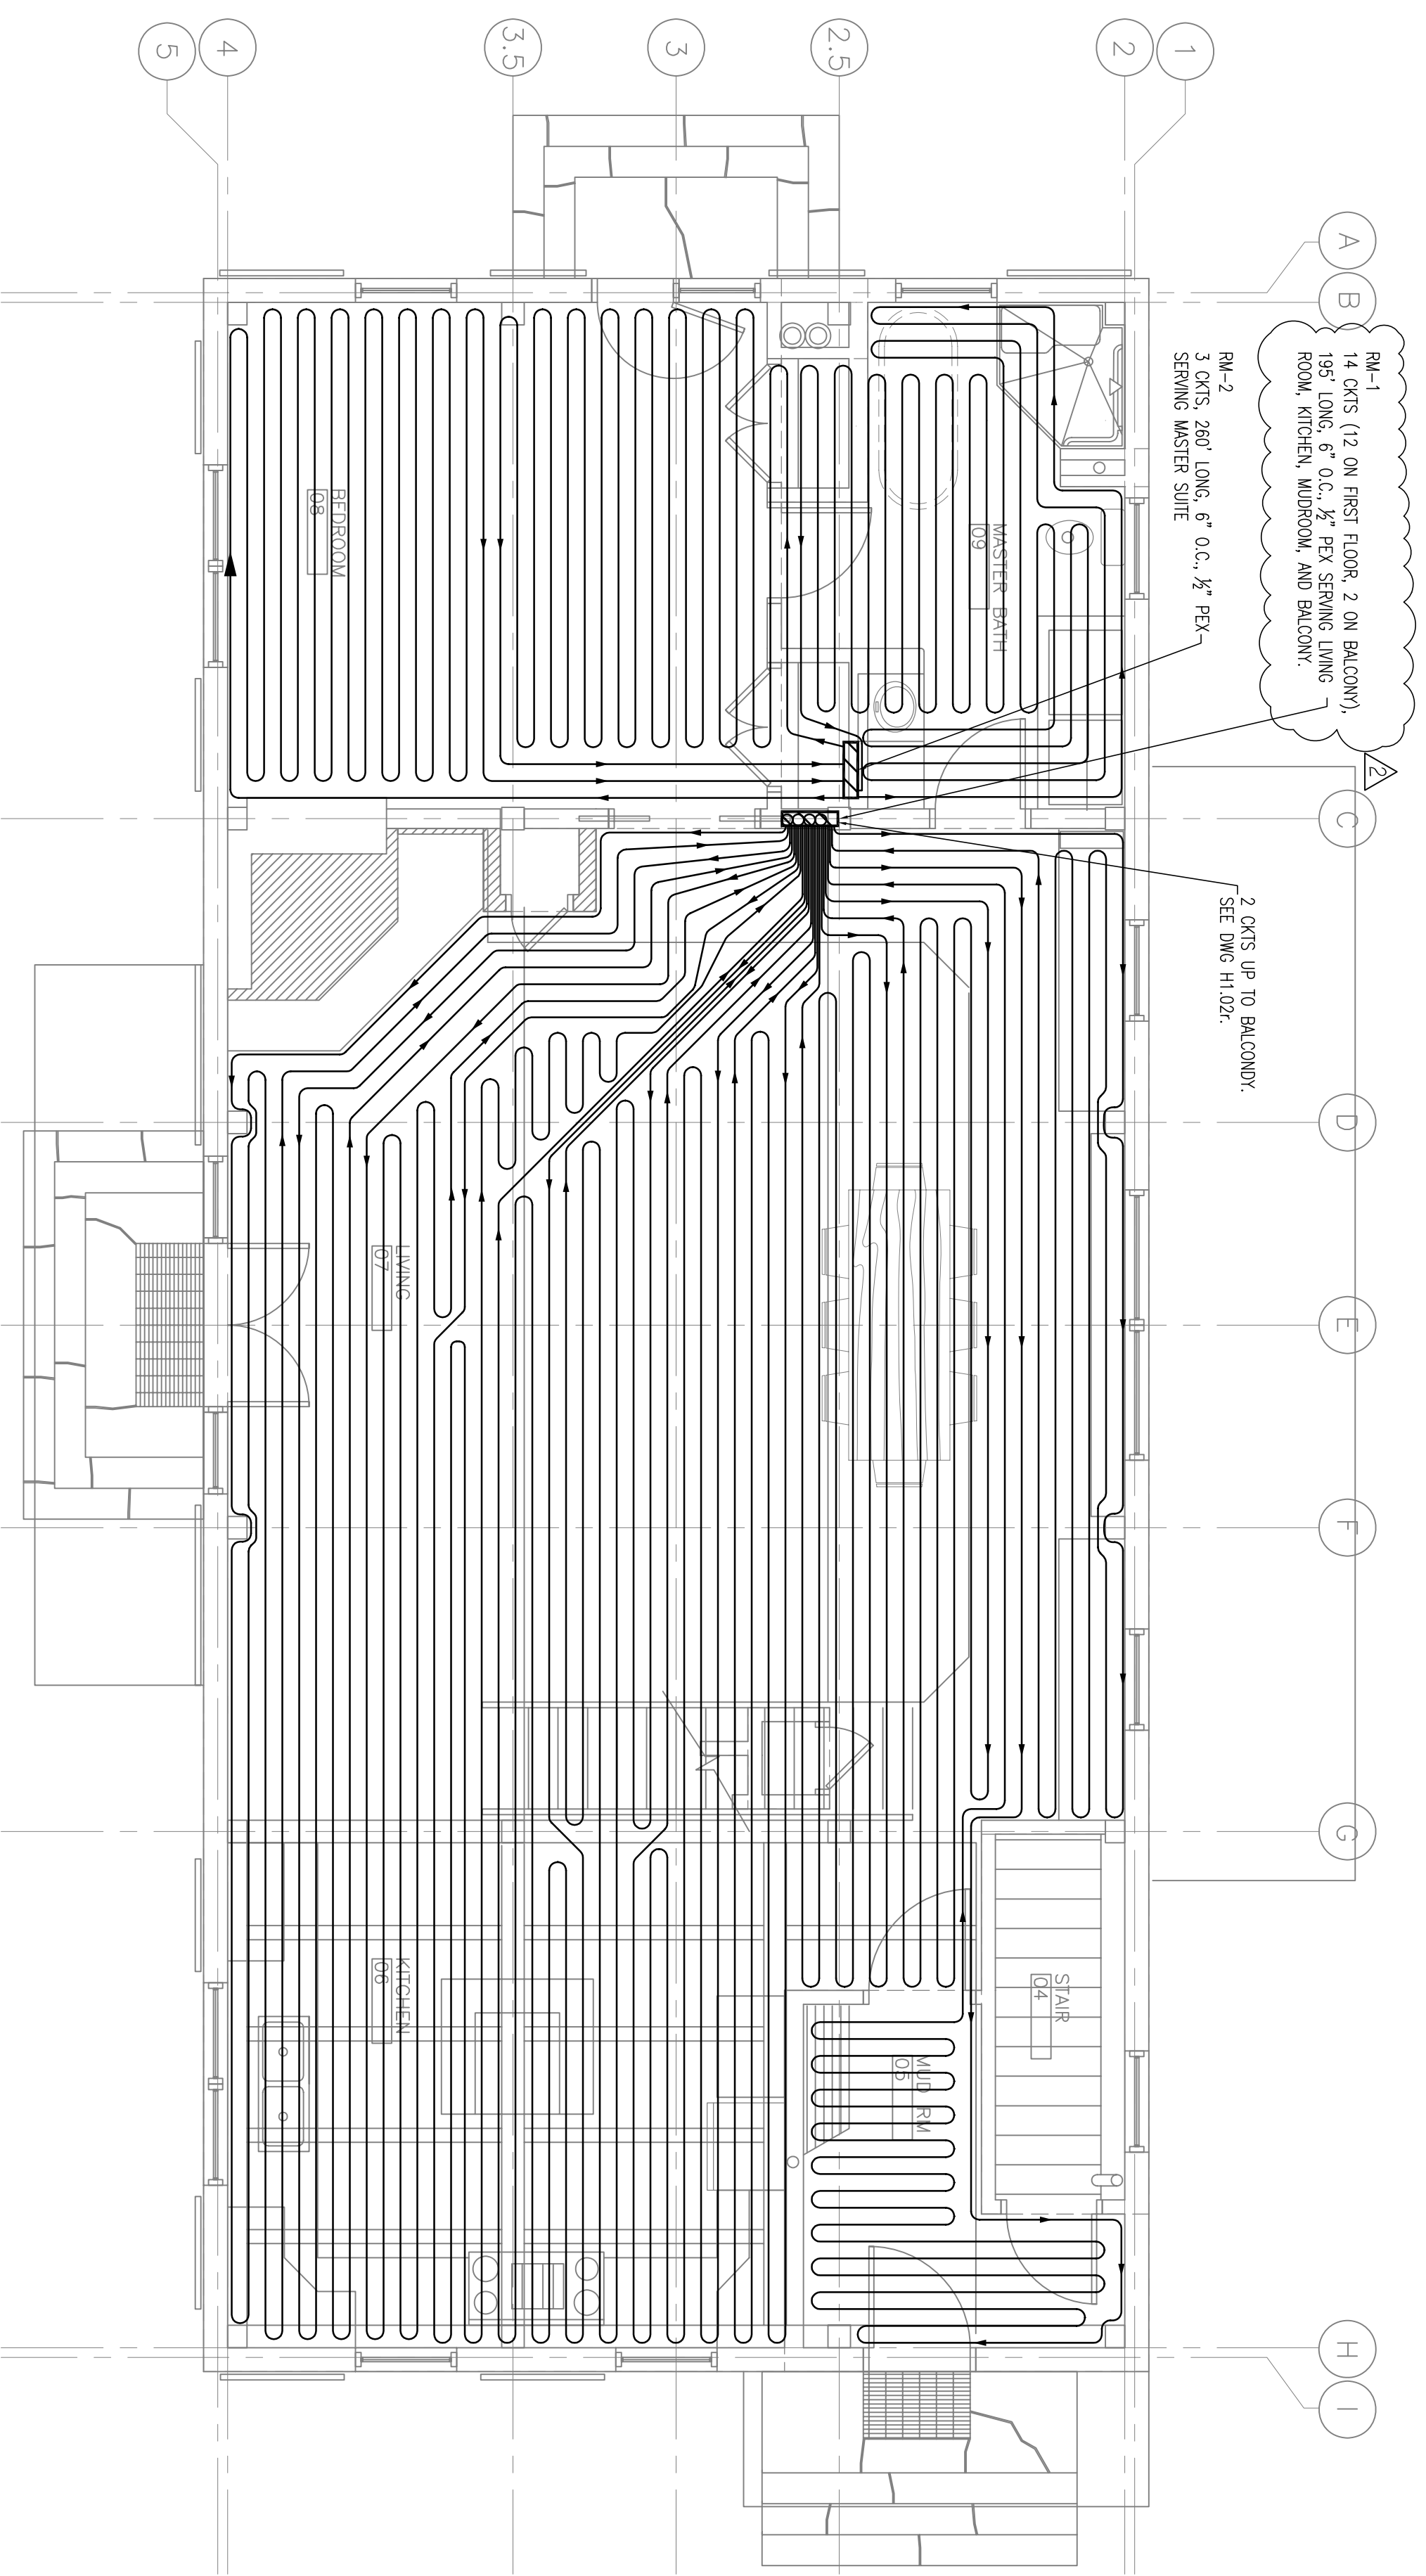 1
2
2.5
3
3.5
4
5
A
B
C
D
E
F
G
H
I
RM-1
14 CKTS (12 ON FIRST FLOOR, 2 ON BALCONY),
195' LONG, 6" O.C., ½" PEX SERVING LIVING
ROOM, KITCHEN, MUDROOM, AND BALCONY.
2
RM-2
3 CKTS, 260' LONG, 6" O.C., ½" PEX
SERVING MASTER SUITE
2 CKTS UP TO BALCONDY.
SEE DWG H1.02r.
MASTER BATH
09
BEDROOM
08
LIVING
07
KITCHEN
06
STAIR
04
MUD RM
05